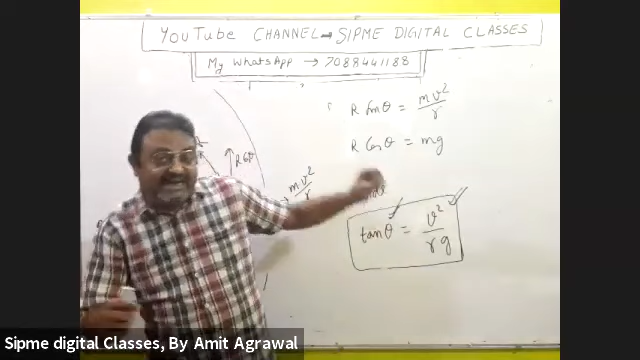 YouTube CHANNEL → SIPME DIGITAL CLASSES
My WhatsApp → 7088441188
R Sinθ = mv²/r
R Cosθ = mg
R Cosθ
mv²/r
tanθ = v²/rg
Sipme digital Classes, By Amit Agrawal